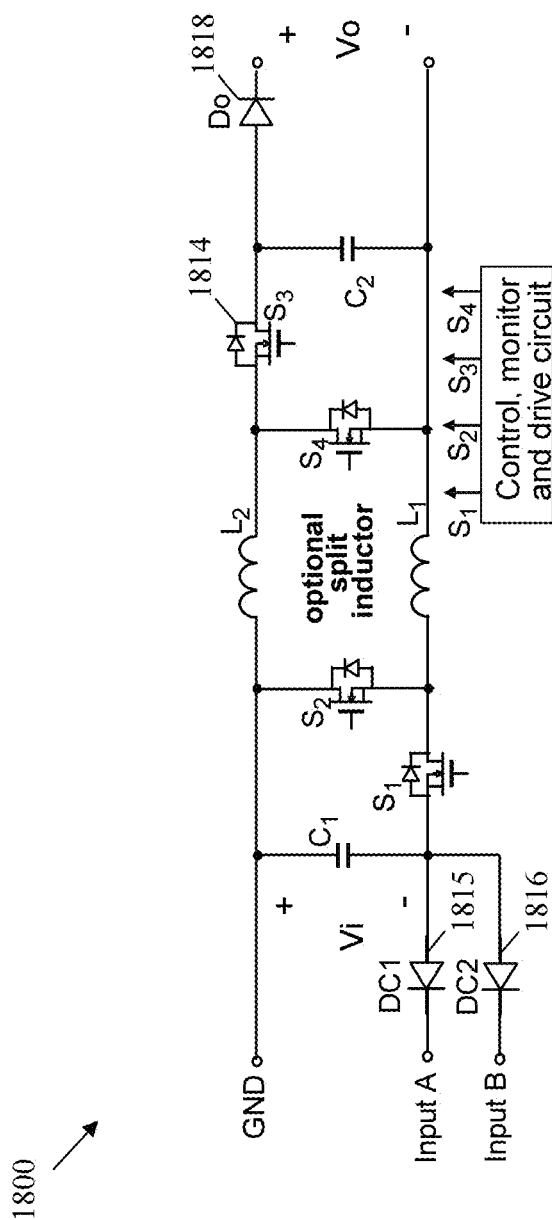 1800
GND
Input A
Input B
+
Vi
-
DC1
DC2
1815
1816
C1
S1
S2
L2
optional
split
inductor
L1
S4
1814
S3
C2
Do
1818
+
Vo
-
S1
S2
S3
S4
Control, monitor
and drive circuit